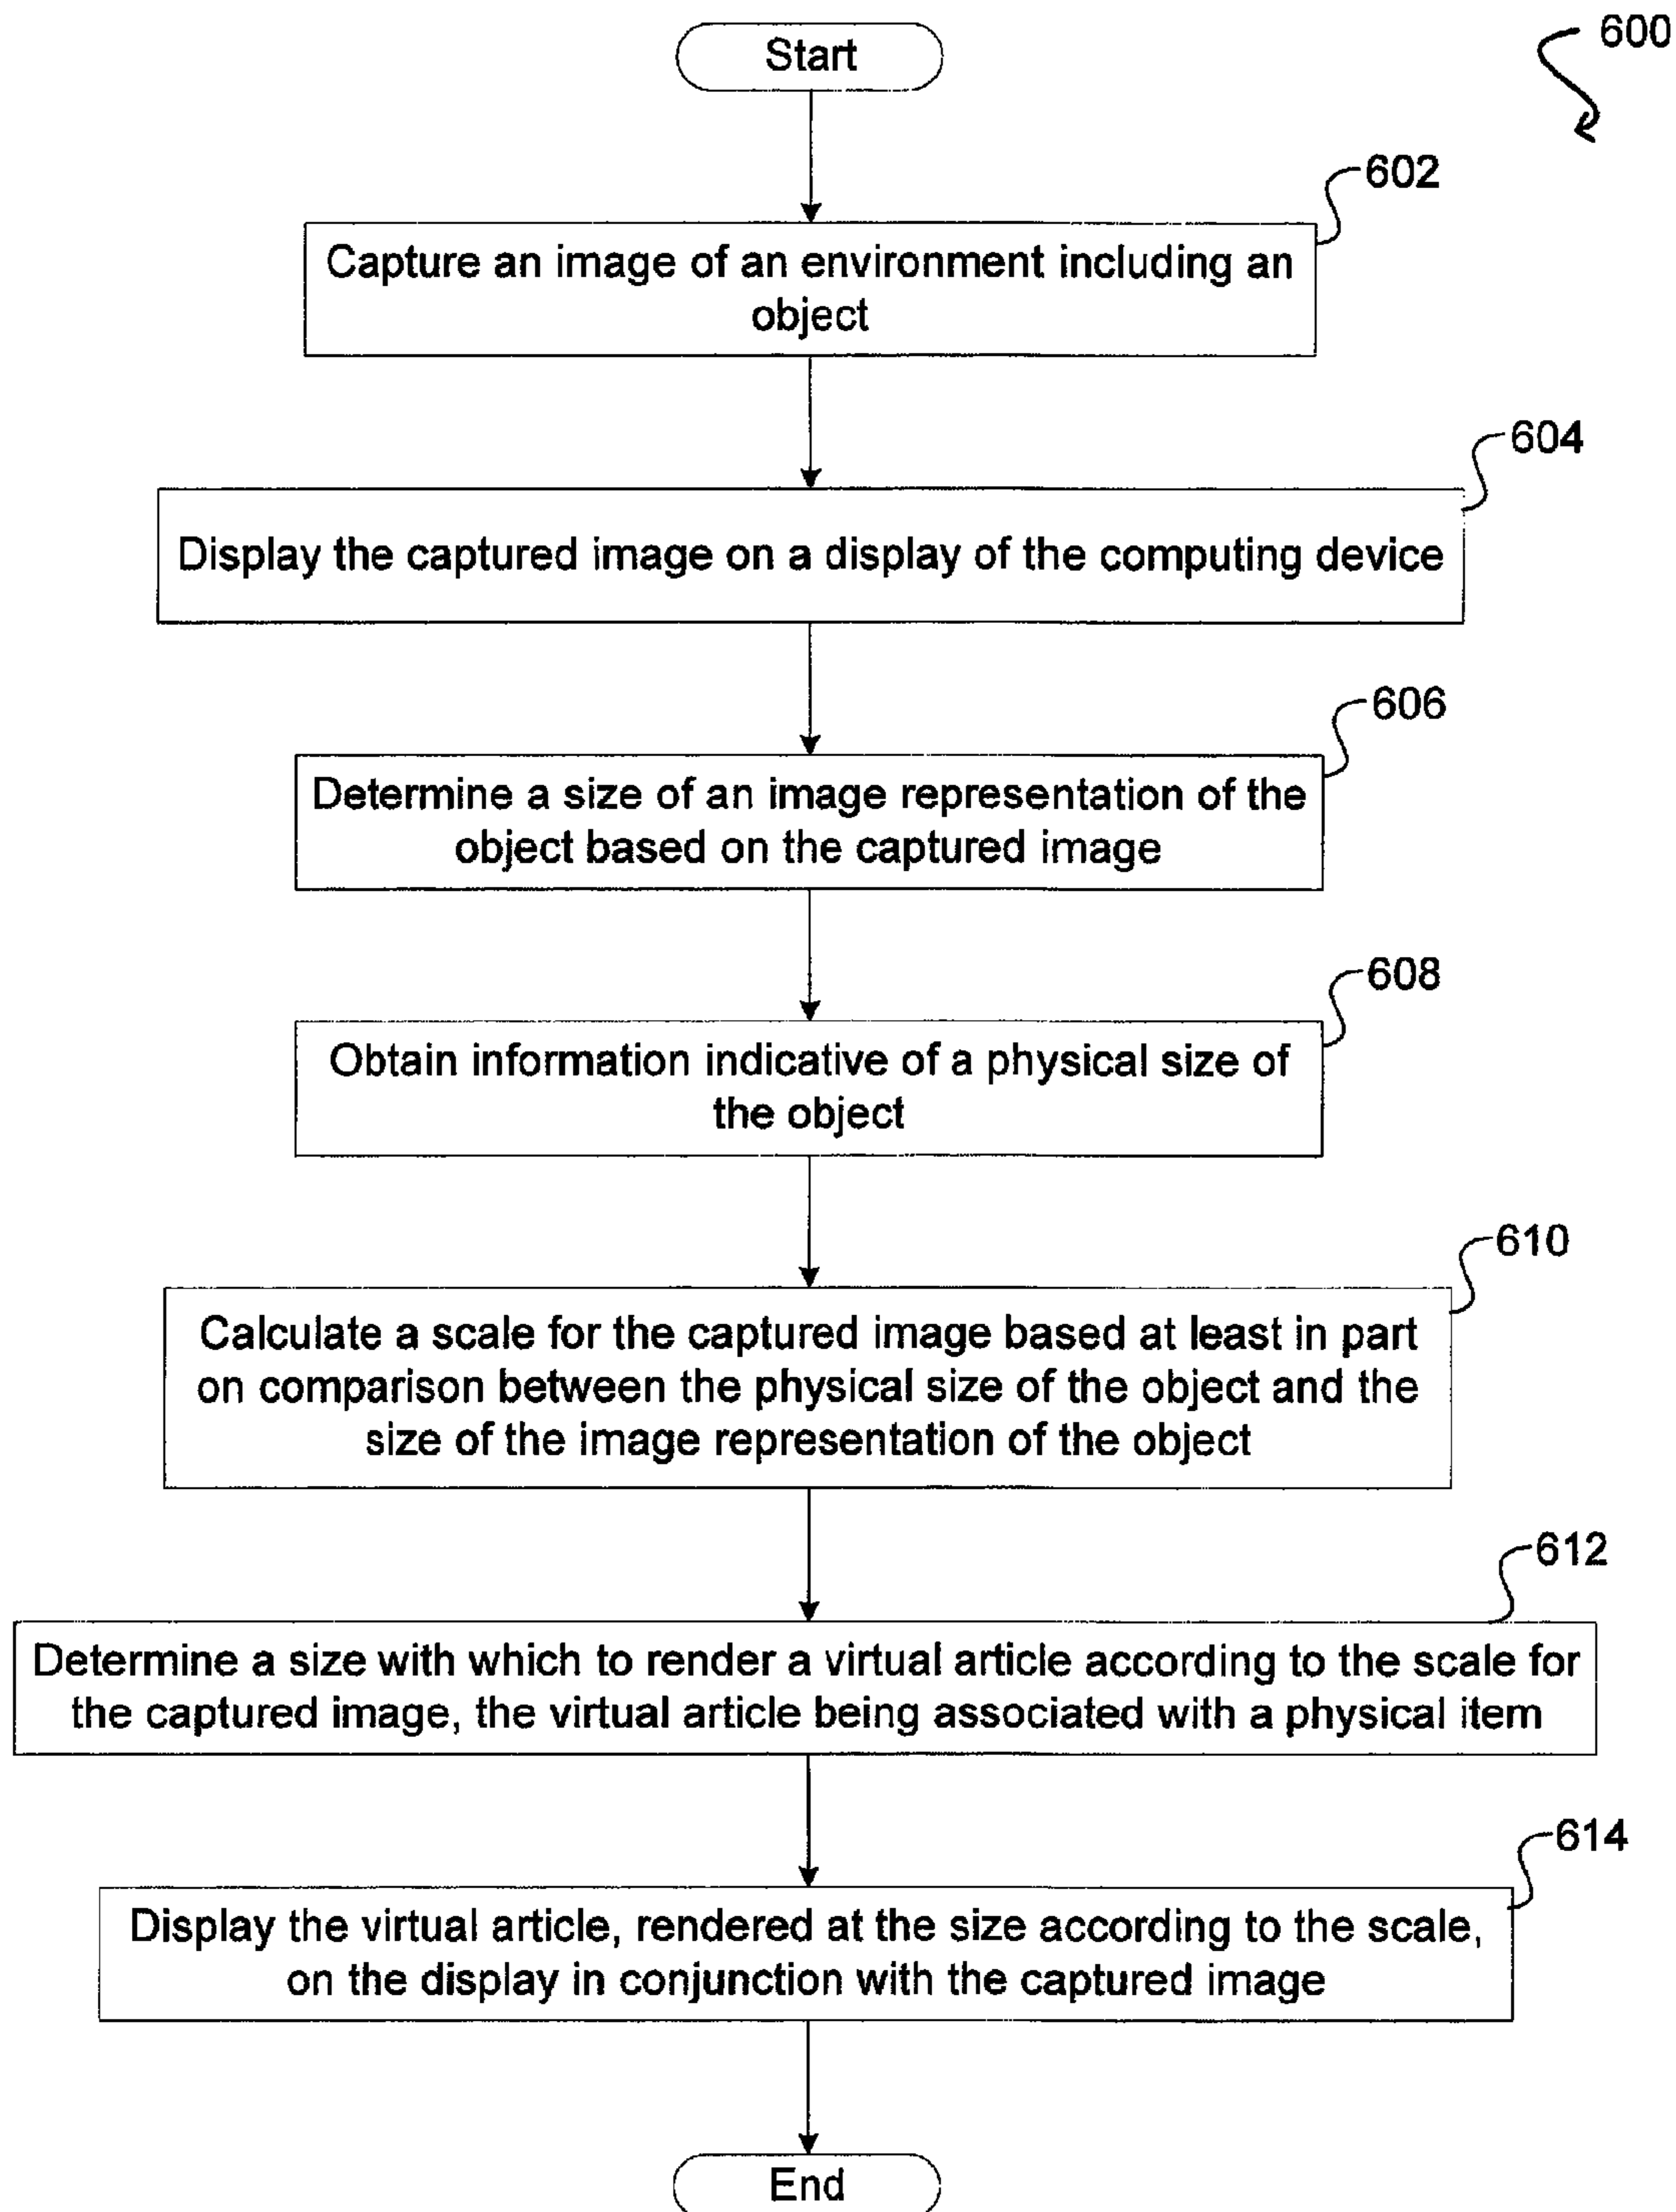 600
Start
602
Capture an image of an environment including an
object
604
Display the captured image on a display of the computing device
606
Determine a size of an image representation of the
object based on the captured image
608
Obtain information indicative of a physical size of
the object
610
Calculate a scale for the captured image based at least in part
on comparison between the physical size of the object and the
size of the image representation of the object
612
Determine a size with which to render a virtual article according to the scale for
the captured image, the virtual article being associated with a physical item
614
Display the virtual article, rendered at the size according to the scale,
on the display in conjunction with the captured image
End